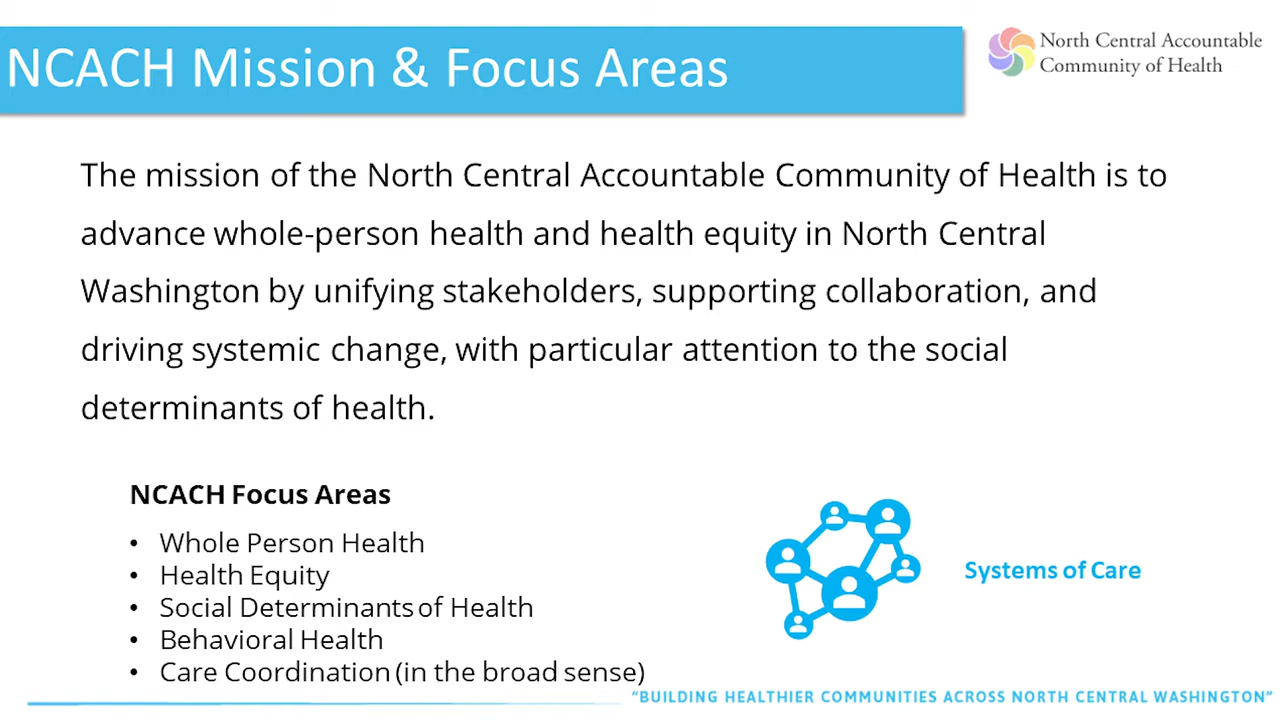 NCACH Mission & Focus Areas
North Central Accountable
Community of Health
The mission of the North Central Accountable Community of Health is to
advance whole-person health and health equity in North Central
Washington by unifying stakeholders, supporting collaboration, and
driving systemic change, with particular attention to the social
determinants of health.
NCACH Focus Areas
• Whole Person Health
• Health Equity
• Social Determinants of Health
• Behavioral Health
• Care Coordination (in the broad sense)
Systems of Care
“BUILDING HEALTHIER COMMUNITIES ACROSS NORTH CENTRAL WASHINGTON”